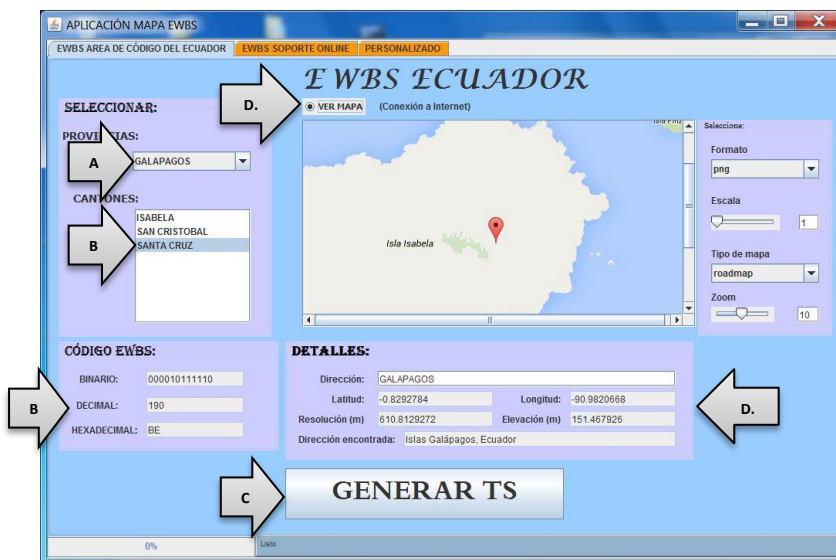 APLICACIÓN MAPA EWBS
EWBS AREA DE CÓDIGO DEL ECUADOR
EWBS SOPORTE ONLINE
PERSONALIZADO
EWBS ECUADOR
SELECCIONAR:
D.
VER MAPA
(Conexión a Internet)
PROVINCIAS:
A
GALAPAGOS
CANTONES:
B
ISABELA
SAN CRISTOBAL
SANTA CRUZ
Isla Isabela
Seleccione:
Formato
png
Escala
1
Tipo de mapa
roadmap
Zoom
10
CÓDIGO EWBS:
BINARIO: 000010111110
B
DECIMAL: 190
HEXADECIMAL: BE
DETALLES:
Dirección: GALAPAGOS
Latitud: -0.8292784 Longitud: -90.9820668
Resolución (m) 610.8129272 Elevación (m) 151.467926
Dirección encontrada: Islas Galápagos, Ecuador
D.
C
GENERAR TS
0%
Listo